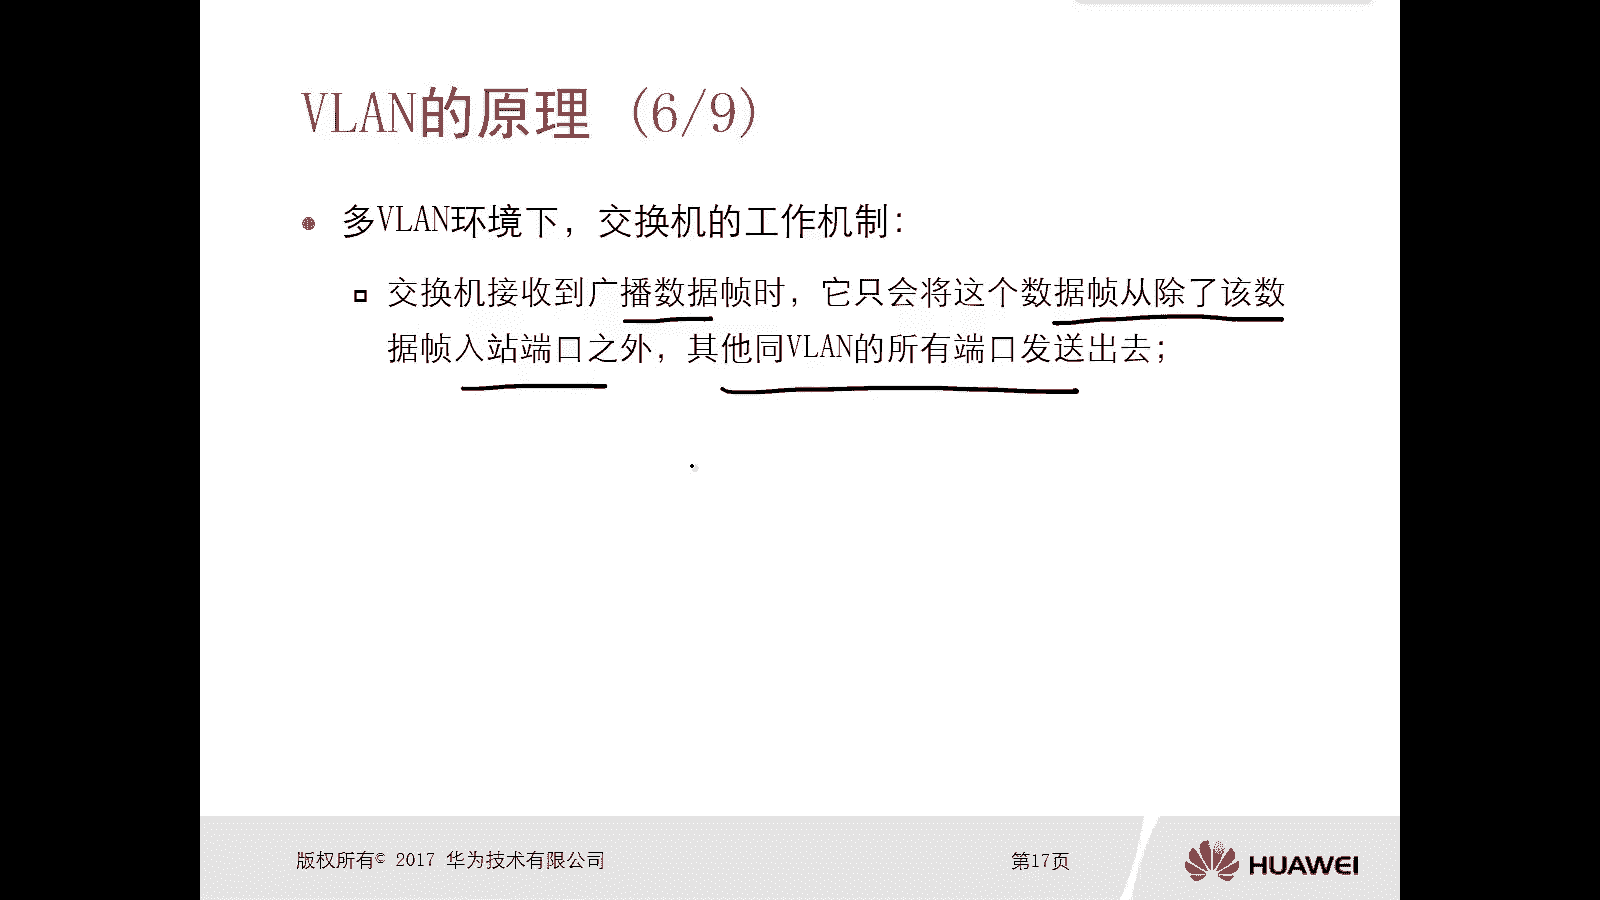 VLAN的原理 (6/9)
多VLAN环境下，交换机的工作机制：
交换机接收到广播数据帧时，它只会将这个数据帧从除了该数
据帧入站端口之外，其他同VLAN的所有端口发送出去；
版权所有© 2017 华为技术有限公司
第17页
HUAWEI